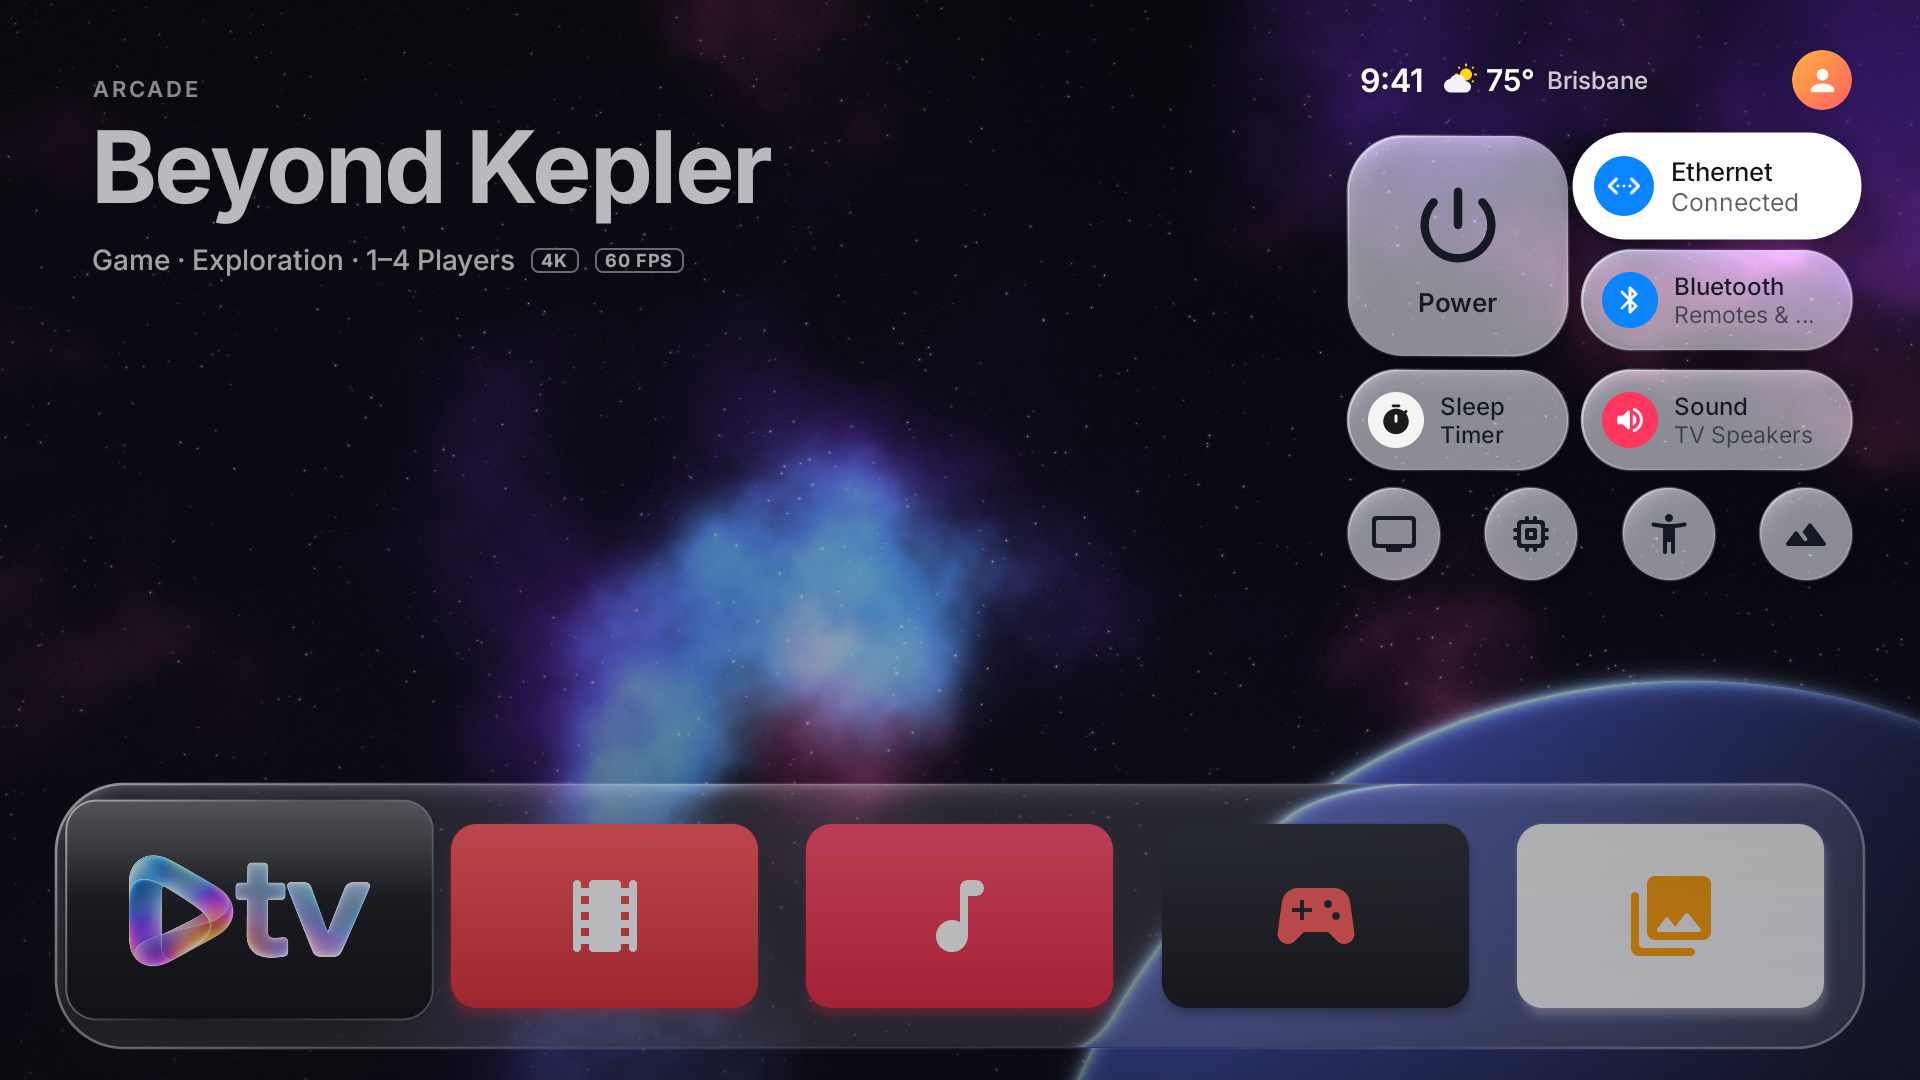 ARCADE
Beyond Kepler
Game · Exploration · 1–4 Players 4K 60 FPS
9:41 75° Brisbane
Power
Ethernet
Connected
Bluetooth
Remotes & ...
Sleep
Timer
Sound
TV Speakers
tv